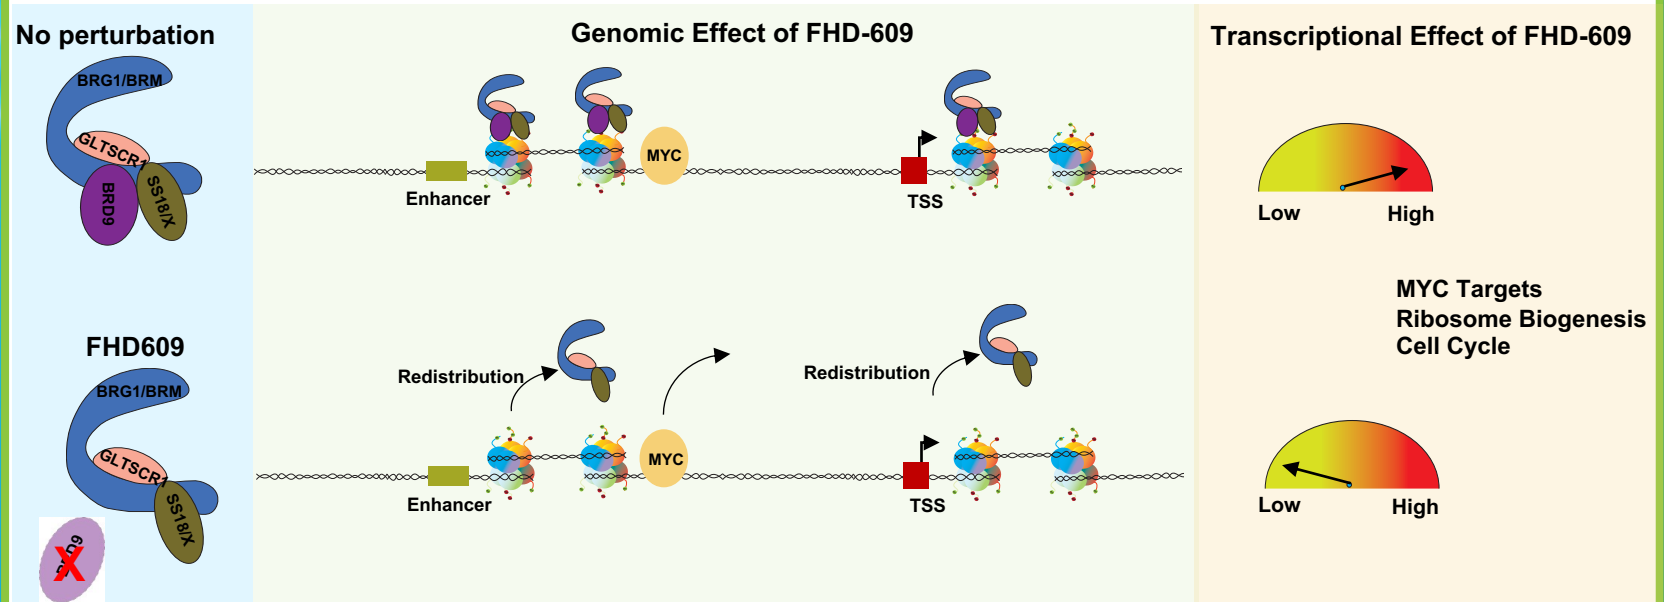 No perturbation
Genomic Effect of FHD-609
Transcriptional Effect of FHD-609
BRG1/BRM
GLTSCR1
BRD9
SS18/X
MYC
Enhancer
TSS
Low
High
MYC Targets
Ribosome Biogenesis
Cell Cycle
FHD609
BRG1/BRM
GLTSCR1
SS18/X
X
Redistribution
Redistribution
MYC
Enhancer
TSS
Low
High